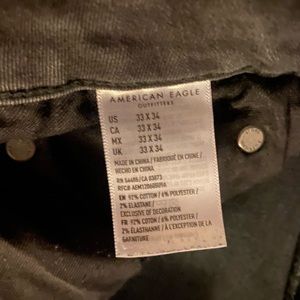 AMERICAN EAGLE
OUTFITTERS
US 33 X 34
CA 33 X 34
MX 33 X 34
UK 33 X 34
MADE IN CHINA / FABRIQUÉ EN CHINE /
HECHO EN CHINA
RN 54485/CA 03873
EN 92% COTTON / 6% POLYESTER /
2% ELASTANE/
EXCLUSIVE OF DECORATION
FR 92% COTON / 6% POLYESTER /
2% ÉLASTHANNE / À L'EXCEPTION DE LA
GARNITURE